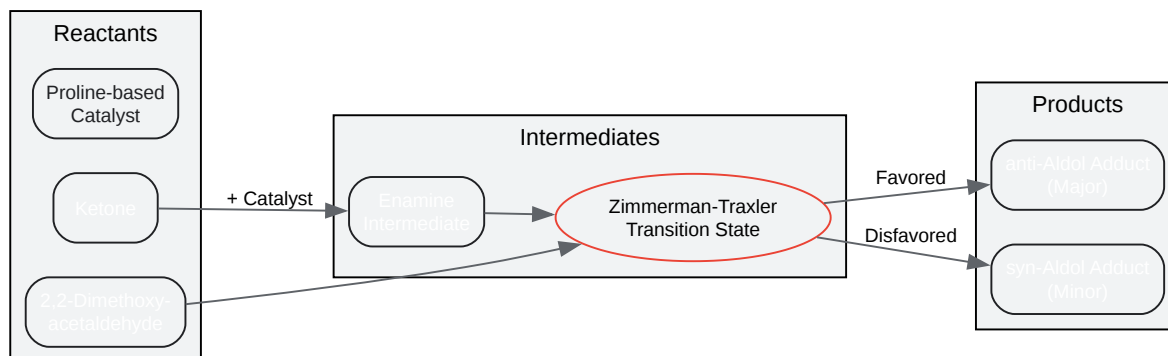 Reactants
Proline-based
Catalyst
Ketone
2,2-Dimethoxy-
acetaldehyde
+ Catalyst
Intermediates
Enamine
Intermediate
Zimmerman-Traxler
Transition State
Favored
Disfavored
Products
anti-Aldol Adduct
(Major)
syn-Aldol Adduct
(Minor)